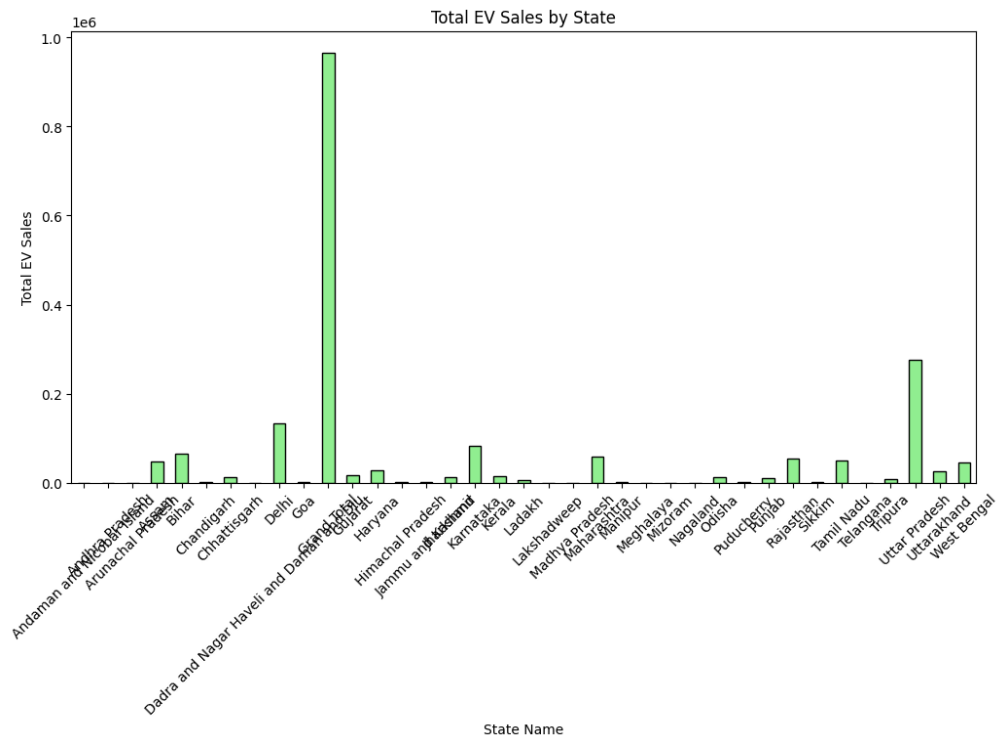 Total EV Sales by State
1e6
1.0
0.8
0.6
0.4
0.2
0.0
Total EV Sales
Andaman and Nicobar Island
Andhra Pradesh
Arunachal Pradesh
Assam
Bihar
Chandigarh
Chhattisgarh
Dadra and Nagar Haveli and Daman and Diu
Delhi
Goa
Grand Total
Gujarat
Haryana
Himachal Pradesh
Jammu and Kashmir
Jharkhand
Karnataka
Kerala
Ladakh
Lakshadweep
Madhya Pradesh
Maharashtra
Manipur
Meghalaya
Mizoram
Nagaland
Odisha
Puducherry
Punjab
Rajasthan
Sikkim
Tamil Nadu
Telangana
Tripura
Uttar Pradesh
Uttarakhand
West Bengal
State Name